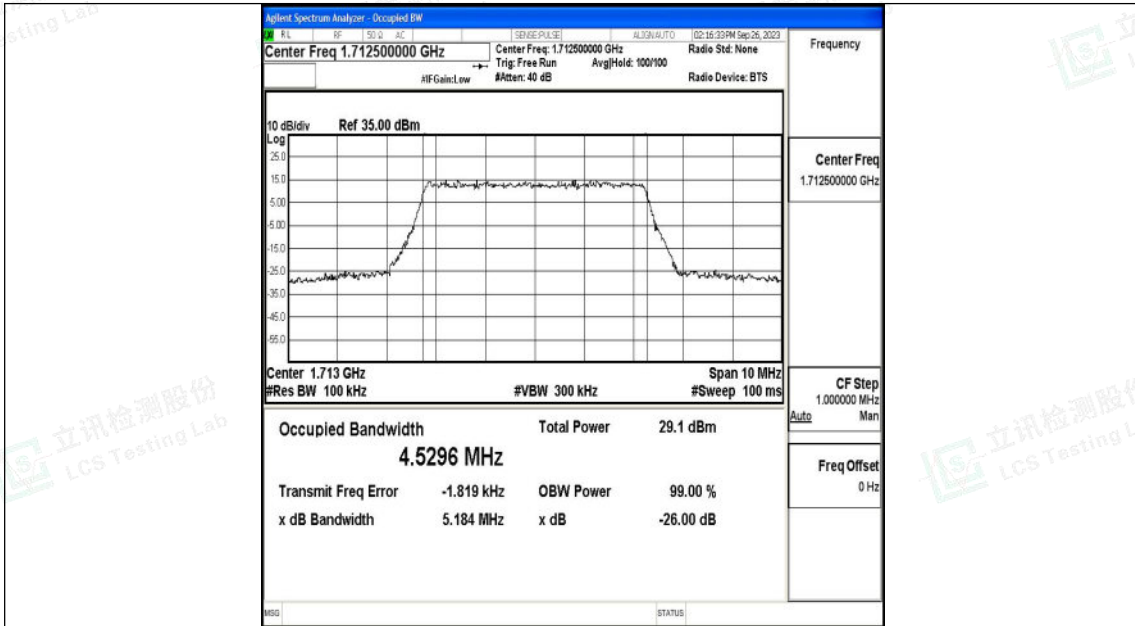 Agilent Spectrum Analyzer - Occupied BW
RL RF 50 Ω AC SENSE:PULSE ALIGNAUTO 02:16:33 PM Sep 26, 2023
Center Freq 1.712500000 GHz
Center Freq: 1.712500000 GHz
Radio Std: None
Trig: Free Run Avg|Hold: 100/100
#IFGain:Low
#Atten: 40 dB
Radio Device: BTS
10 dB/div Ref 35.00 dBm
Log
25.0
15.0
5.00
-5.00
-15.0
-25.0
-35.0
-45.0
-55.0
Center 1.713 GHz Span 10 MHz
#Res BW 100 kHz #VBW 300 kHz #Sweep 100 ms
Occupied Bandwidth Total Power 29.1 dBm
4.5296 MHz
Transmit Freq Error -1.819 kHz OBW Power 99.00 %
x dB Bandwidth 5.184 MHz x dB -26.00 dB
MSG STATUS
Frequency
Center Freq
1.712500000 GHz
CF Step
1.000000 MHz
Auto Man
Freq Offset
0 Hz
立讯检测股份
LCS Testing Lab
立讯检测股份
LCS Testing L
sting Lab